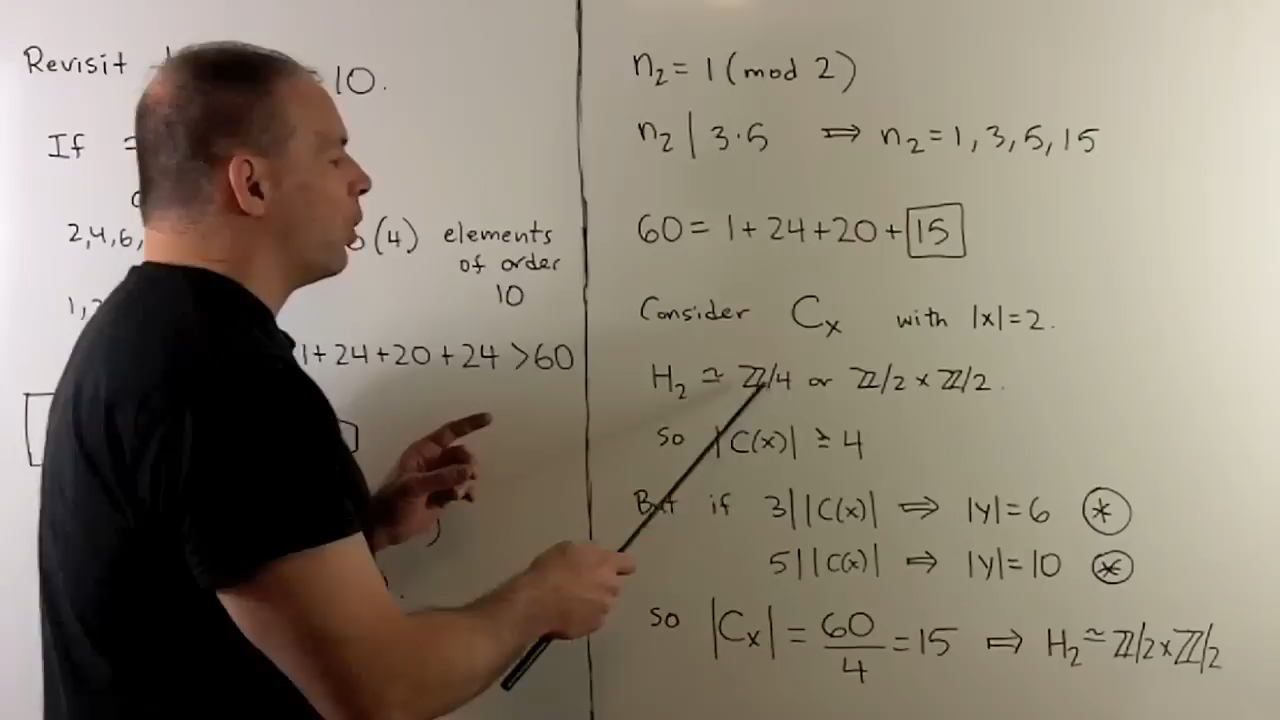 Revisit
=10.
If
2,4,6, (4) elements
of order
10
1+24+20+24 >60
n₂ = 1 (mod 2)
n₂ | 3·5 ⟹ n₂ = 1, 3, 5, 15
60 = 1+24+20+15
Consider Cₓ with |x|=2.
H₂ ≃ ℤ/4 or ℤ/2 × ℤ/2.
so |C(x)| ≥ 4
But if 3||C(x)| ⟹ |y|=6 *
5||C(x)| ⟹ |y|=10 *
so |Cₓ| = 60/4 = 15 ⟹ H₂ ≃ ℤ/2×ℤ/2